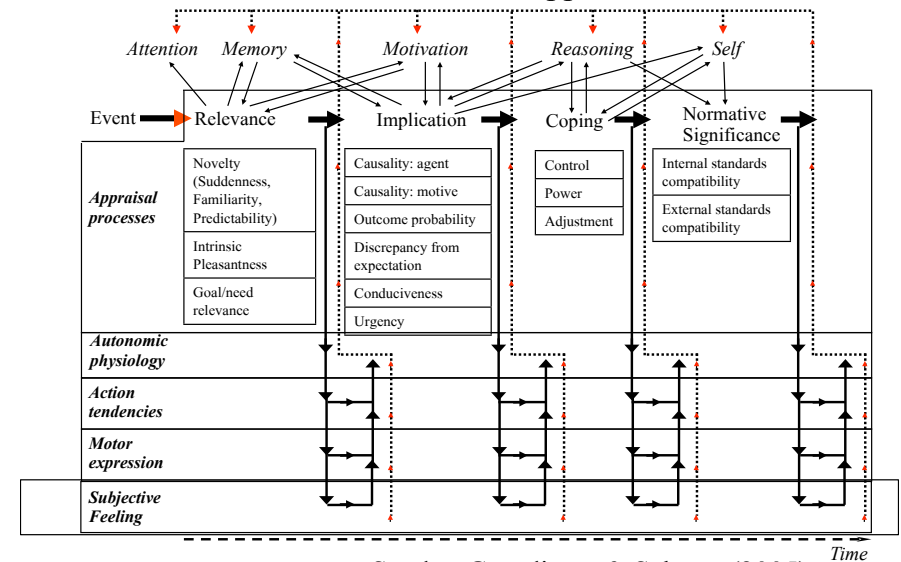 Attention Memory Motivation Reasoning Self
Event Relevance Implication Coping Normative
Significance
Appraisal
processes
Novelty
(Suddenness,
Familiarity,
Predictability)
Intrinsic
Pleasantness
Goal/need
relevance
Causality: agent
Causality: motive
Outcome probability
Discrepancy from
expectation
Conduciveness
Urgency
Control
Power
Adjustment
Internal standards
compatibility
External standards
compatibility
Autonomic
physiology
Action
tendencies
Motor
expression
Subjective
Feeling
Time